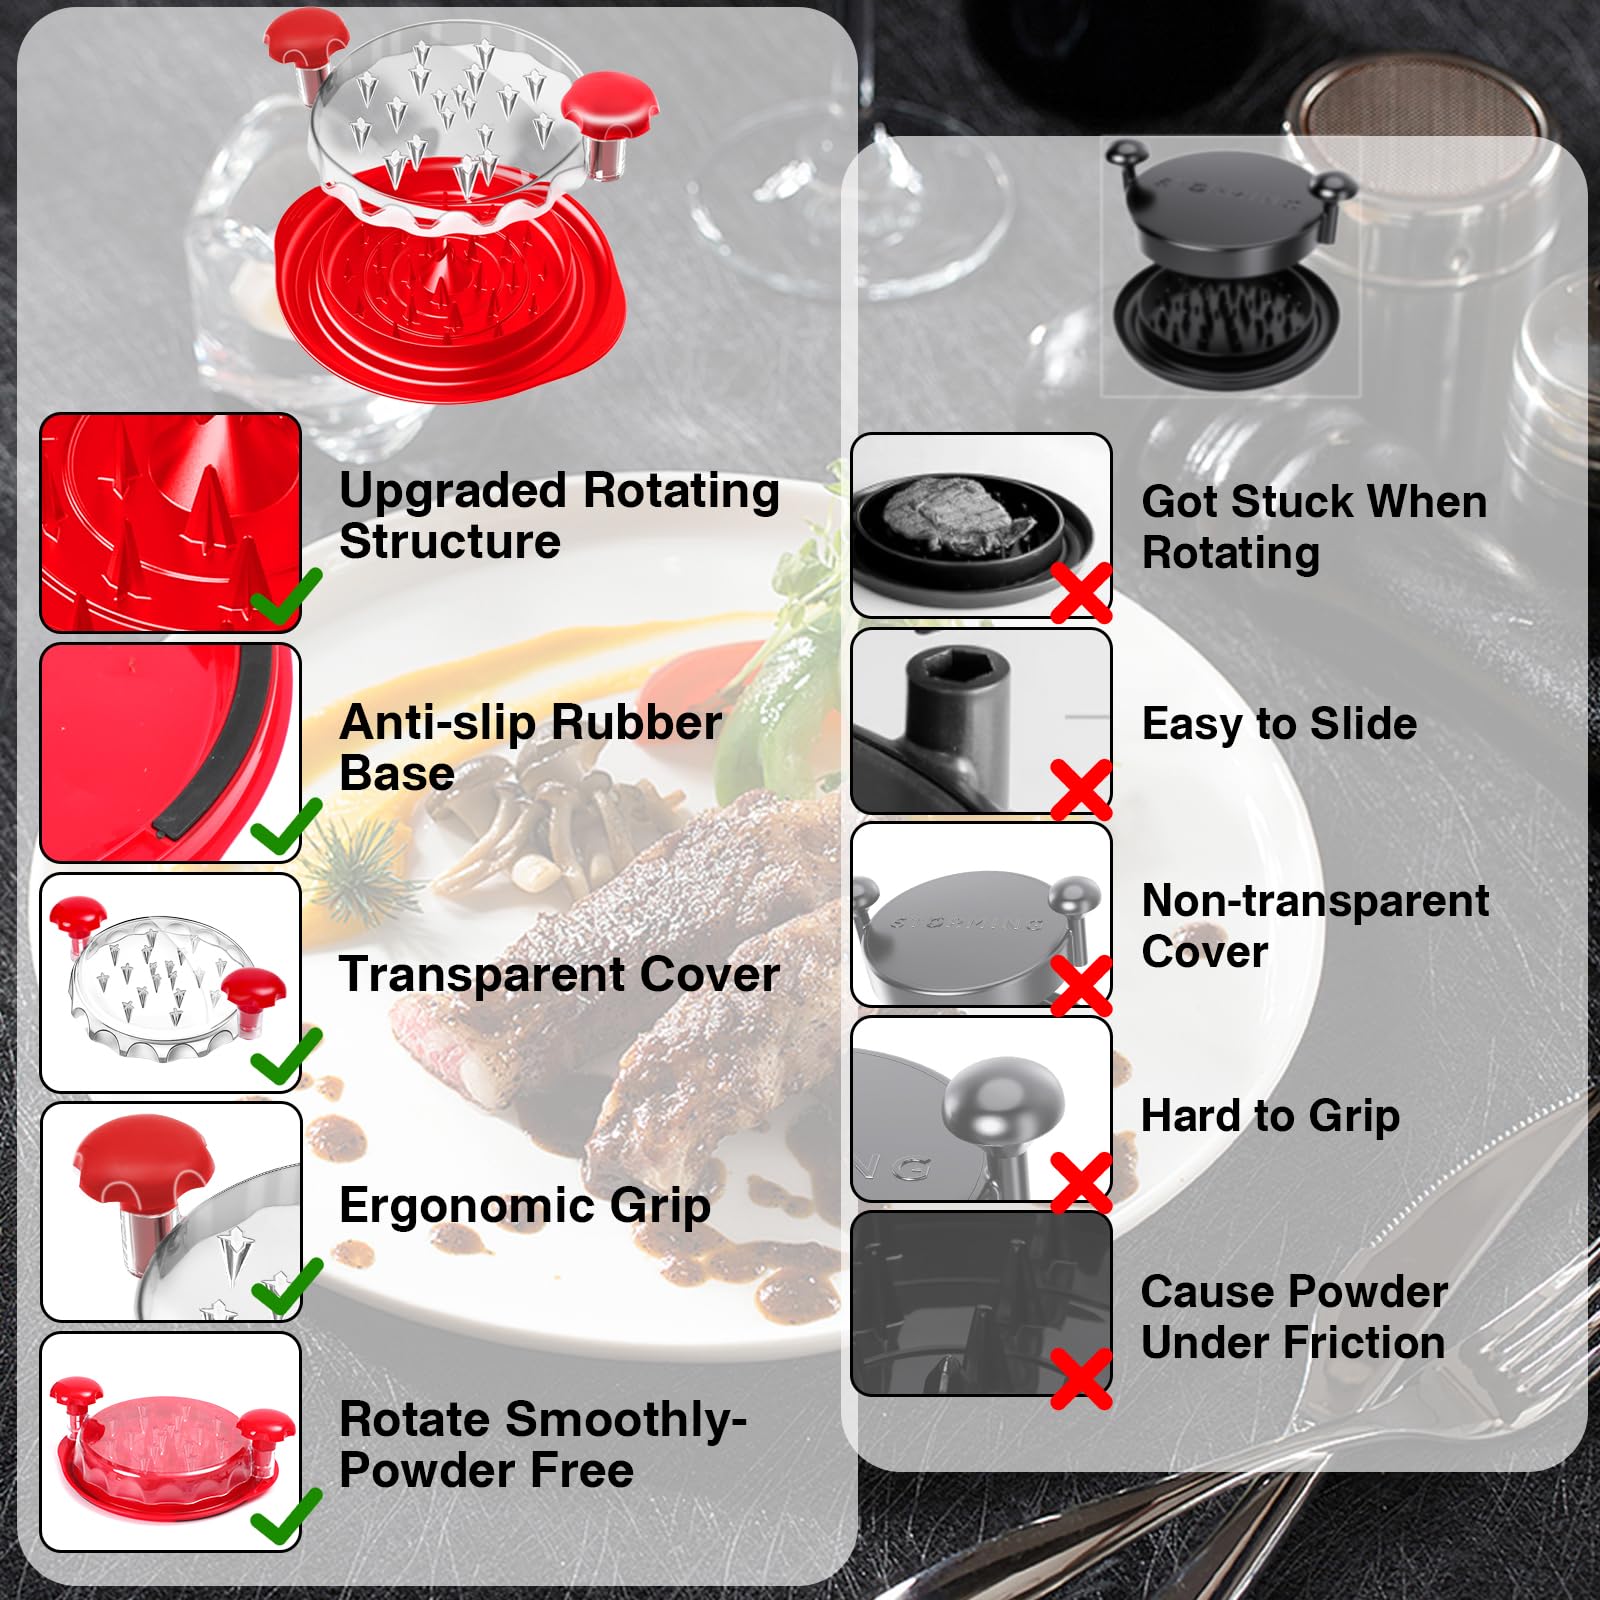 Upgraded Rotating
Structure
Anti-slip Rubber
Base
Transparent Cover
Ergonomic Grip
Rotate Smoothly-
Powder Free
Got Stuck When
Rotating
Easy to Slide
Non-transparent
Cover
Hard to Grip
Cause Powder
Under Friction